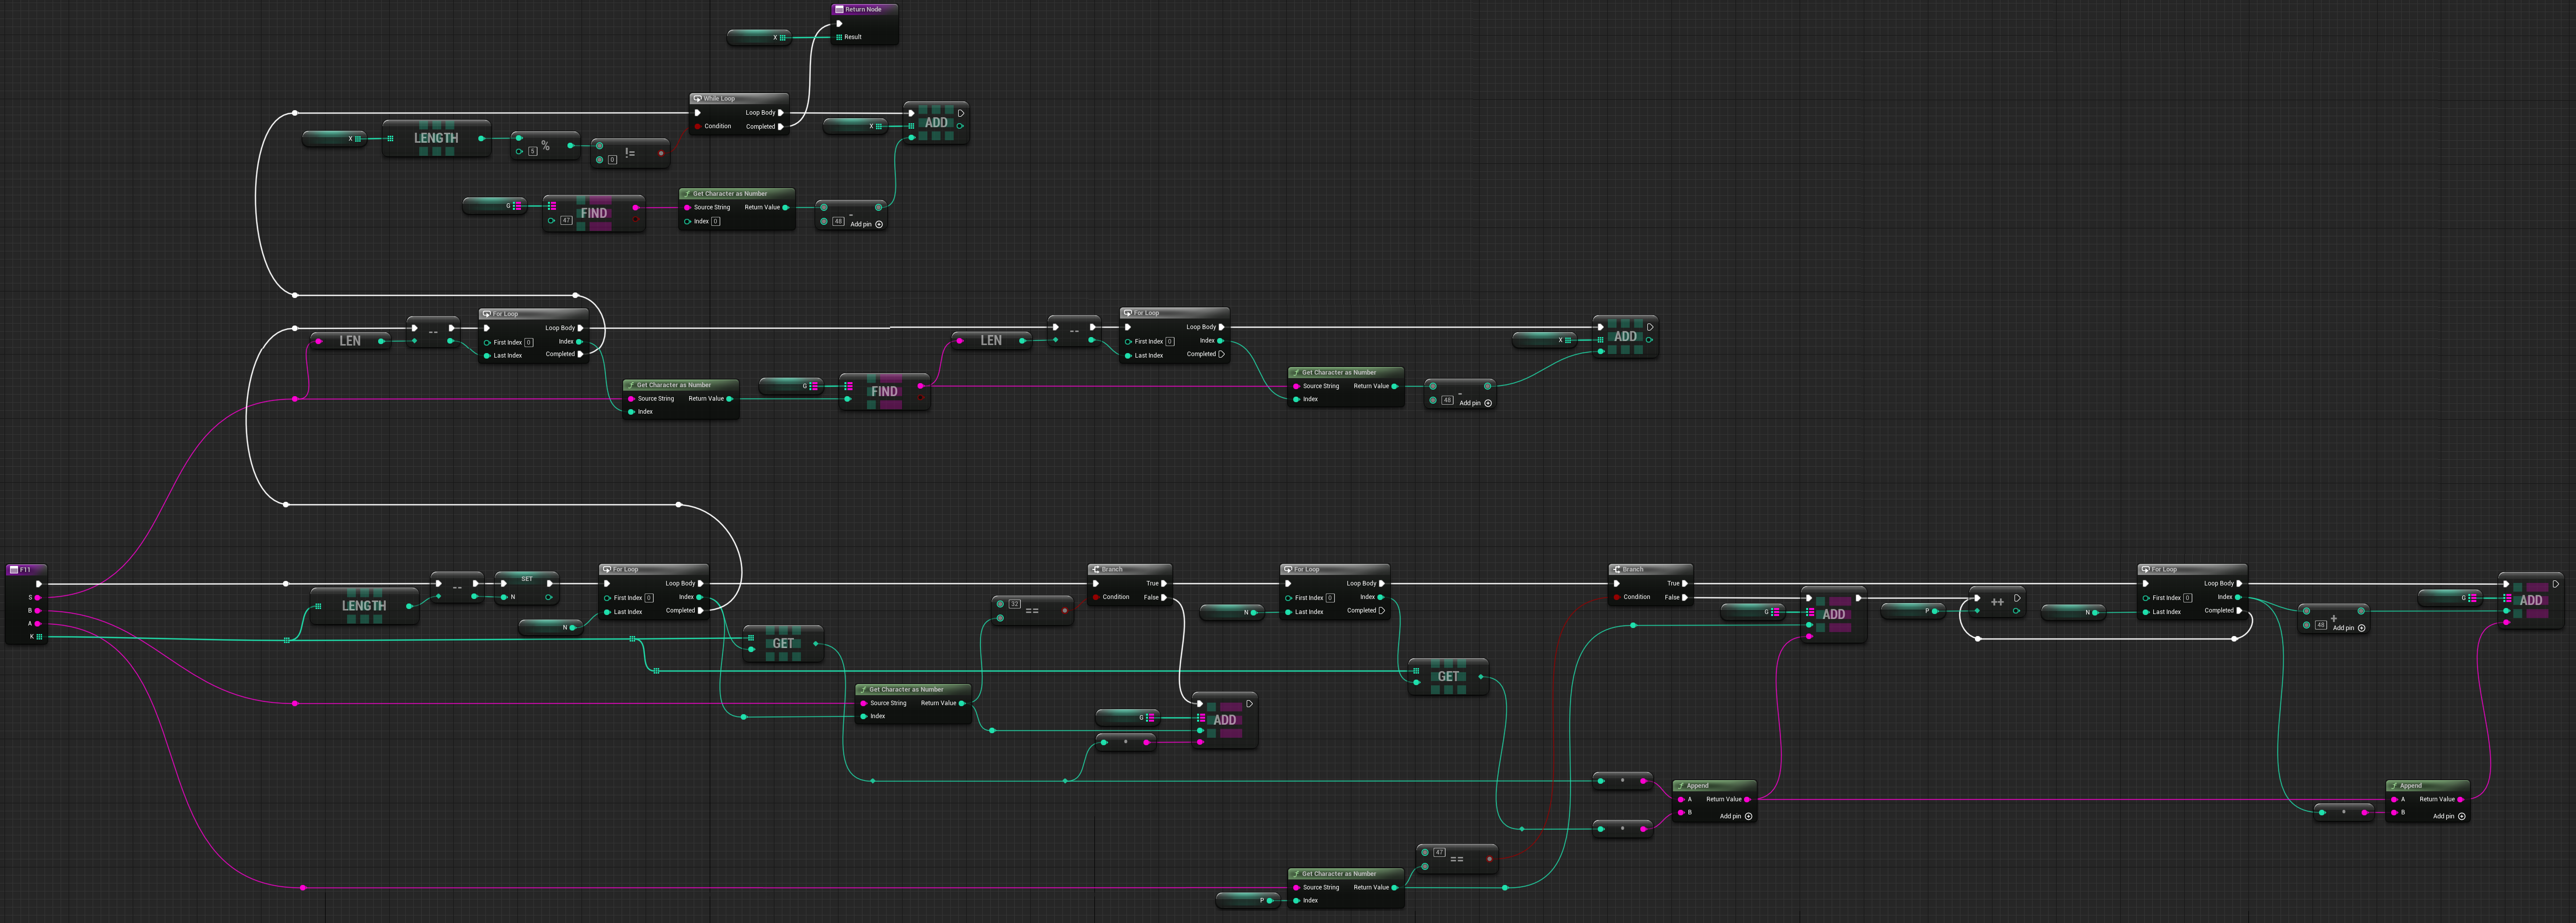 Return Node
X
Result
While Loop
Loop Body
Condition
Completed
X
LENGTH
5
%
0
!=
X
ADD
G
47
FIND
Get Character as Number
Source String
Return Value
Index
0
-
48
Add pin
LEN
--
For Loop
Loop Body
First Index
0
Index
Last Index
Completed
LEN
--
For Loop
Loop Body
First Index
0
Index
Last Index
Completed
X
ADD
Get Character as Number
Source String
Return Value
Index
G
FIND
Get Character as Number
Source String
Return Value
Index
-
48
Add pin
F11
S
B
A
K
LENGTH
--
SET
N
N
For Loop
Loop Body
First Index
0
Index
Last Index
Completed
GET
Get Character as Number
Source String
Return Value
Index
32
==
Branch
True
Condition
False
G
ADD
N
For Loop
Loop Body
First Index
0
Index
Last Index
Completed
GET
Branch
True
Condition
False
G
ADD
P
++
N
For Loop
Loop Body
First Index
0
Index
Last Index
Completed
+
48
Add pin
G
ADD
Append
A
Return Value
B
Add pin
Append
A
Return Value
B
Add pin
47
==
P
Get Character as Number
Source String
Return Value
Index